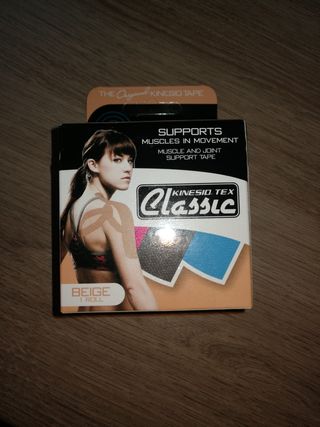 THE Original KINESIO TAPE
SUPPORTS
MUSCLES IN MOVEMENT
MUSCLE AND JOINT
SUPPORT TAPE
KINESIO TEX
Classic
BEIGE
1 ROLL